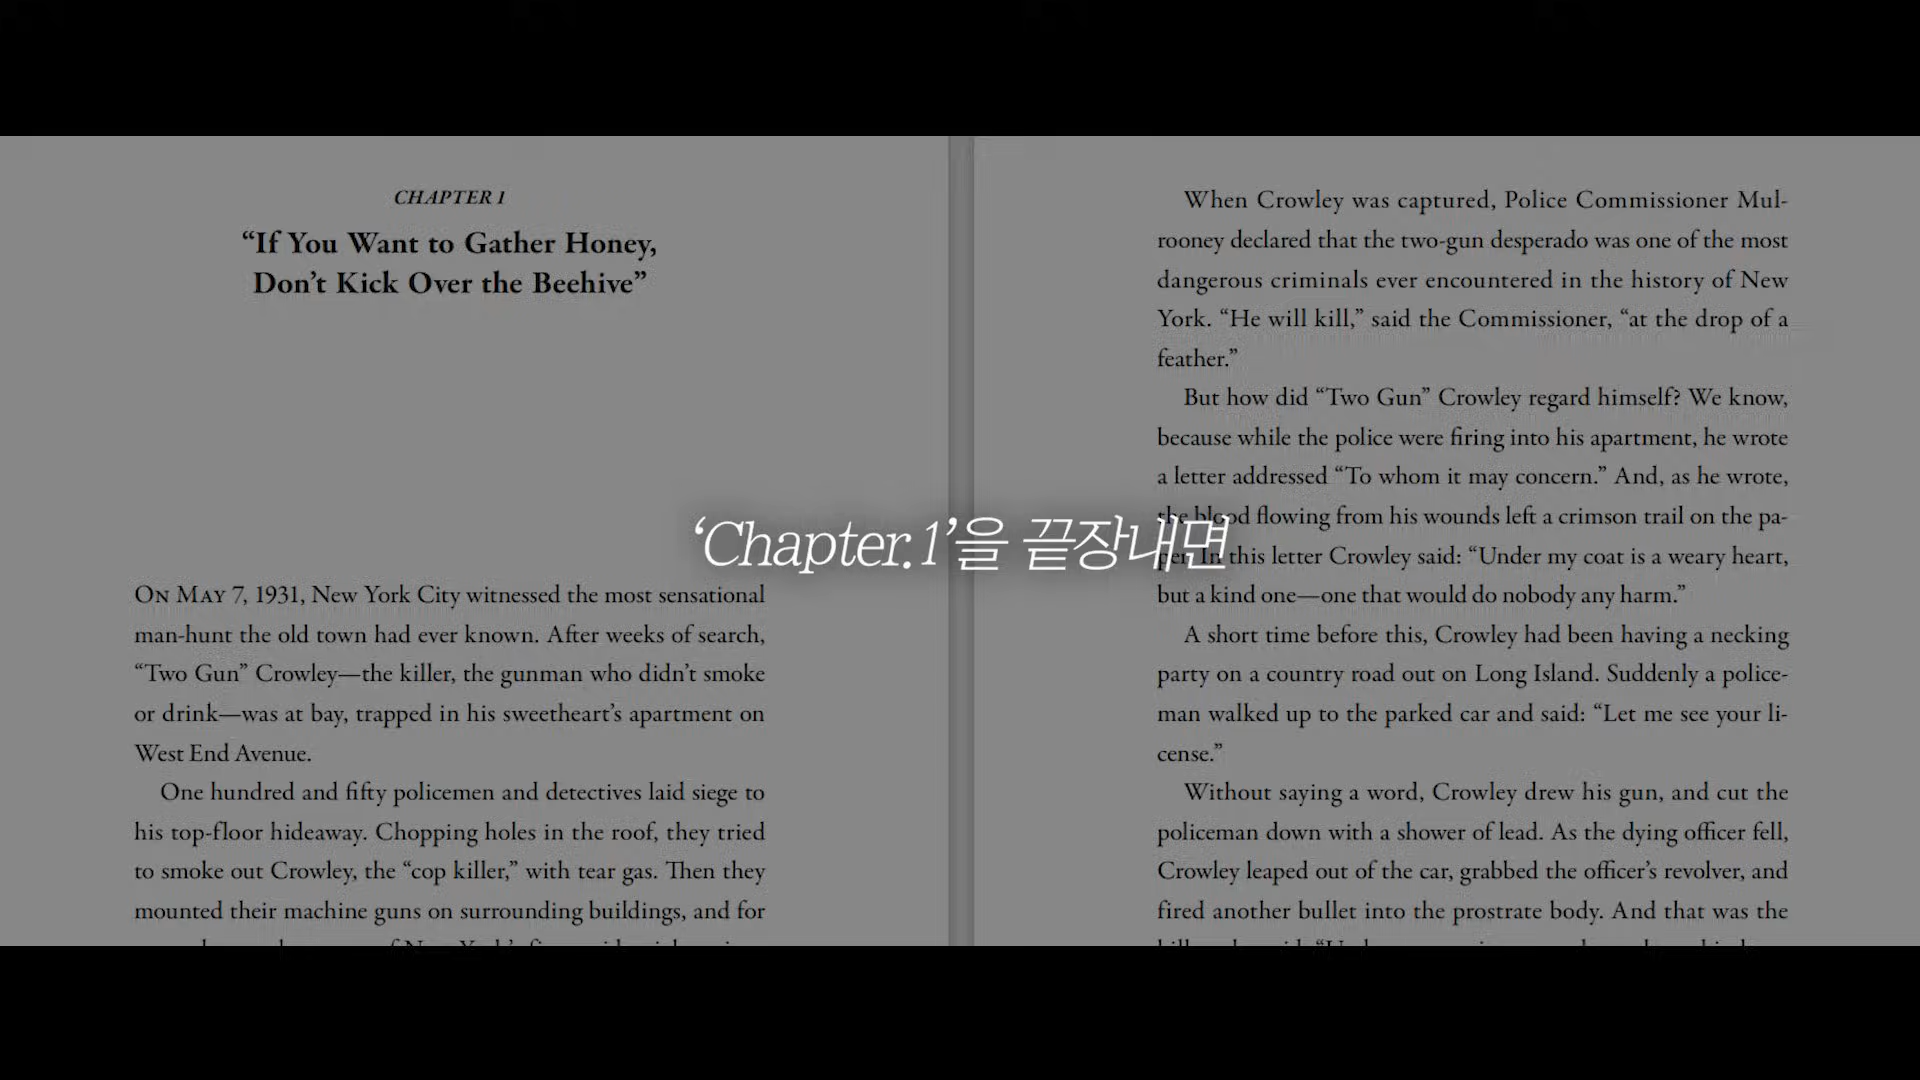 CHAPTER 1
“If You Want to Gather Honey,
Don’t Kick Over the Beehive”
On May 7, 1931, New York City witnessed the most sensational
man-hunt the old town had ever known. After weeks of search,
“Two Gun” Crowley—the killer, the gunman who didn’t smoke
or drink—was at bay, trapped in his sweetheart’s apartment on
West End Avenue.
One hundred and fifty policemen and detectives laid siege to
his top-floor hideaway. Chopping holes in the roof, they tried
to smoke out Crowley, the “cop killer,” with tear gas. Then they
mounted their machine guns on surrounding buildings, and for
When Crowley was captured, Police Commissioner Mul-
rooney declared that the two-gun desperado was one of the most
dangerous criminals ever encountered in the history of New
York. “He will kill,” said the Commissioner, “at the drop of a
feather.”
But how did “Two Gun” Crowley regard himself? We know,
because while the police were firing into his apartment, he wrote
a letter addressed “To whom it may concern.” And, as he wrote,
the blood flowing from his wounds left a crimson trail on the pa-
per. In this letter Crowley said: “Under my coat is a weary heart,
but a kind one—one that would do nobody any harm.”
A short time before this, Crowley had been having a necking
party on a country road out on Long Island. Suddenly a police-
man walked up to the parked car and said: “Let me see your li-
cense.”
Without saying a word, Crowley drew his gun, and cut the
policeman down with a shower of lead. As the dying officer fell,
Crowley leaped out of the car, grabbed the officer’s revolver, and
fired another bullet into the prostrate body. And that was the
‘Chapter.1’을 끝장내면